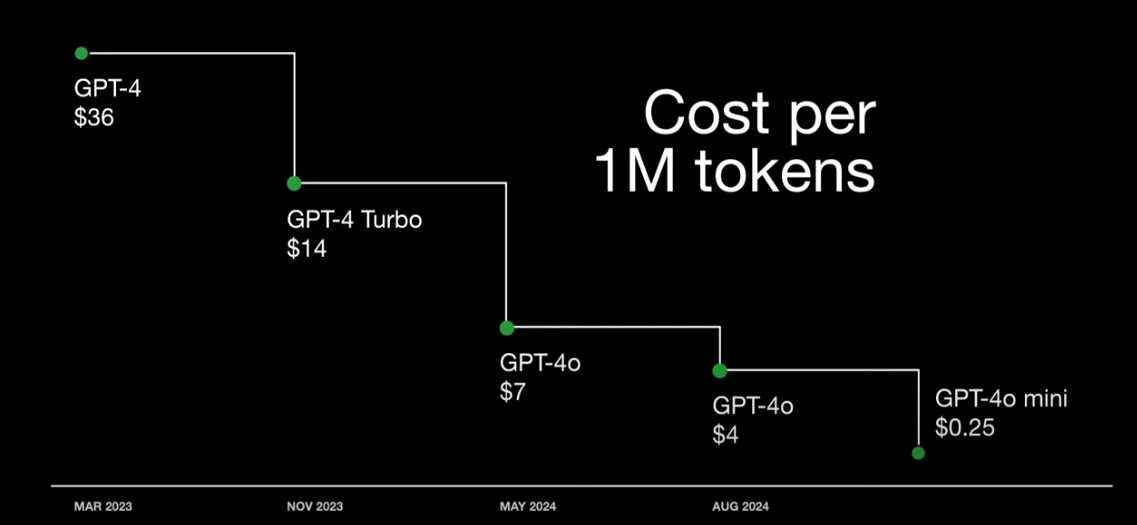 Cost per
1M tokens
GPT-4
$36
GPT-4 Turbo
$14
GPT-4o
$7
GPT-4o
$4
GPT-4o mini
$0.25
MAR 2023
NOV 2023
MAY 2024
AUG 2024